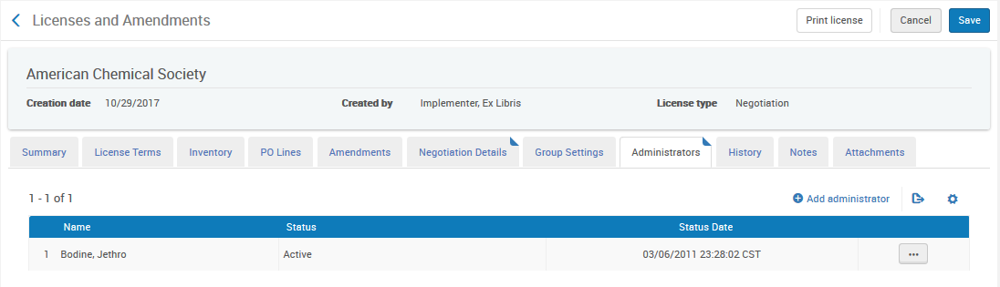 Licenses and Amendments Print license Cancel Save
American Chemical Society
Creation date 10/29/2017 Created by Implementer, Ex Libris License type Negotiation
Summary License Terms Inventory PO Lines Amendments Negotiation Details Group Settings Administrators History Notes Attachments
1 - 1 of 1 Add administrator
Name Status Status Date
1 Bodine, Jethro Active 03/06/2011 23:28:02 CST